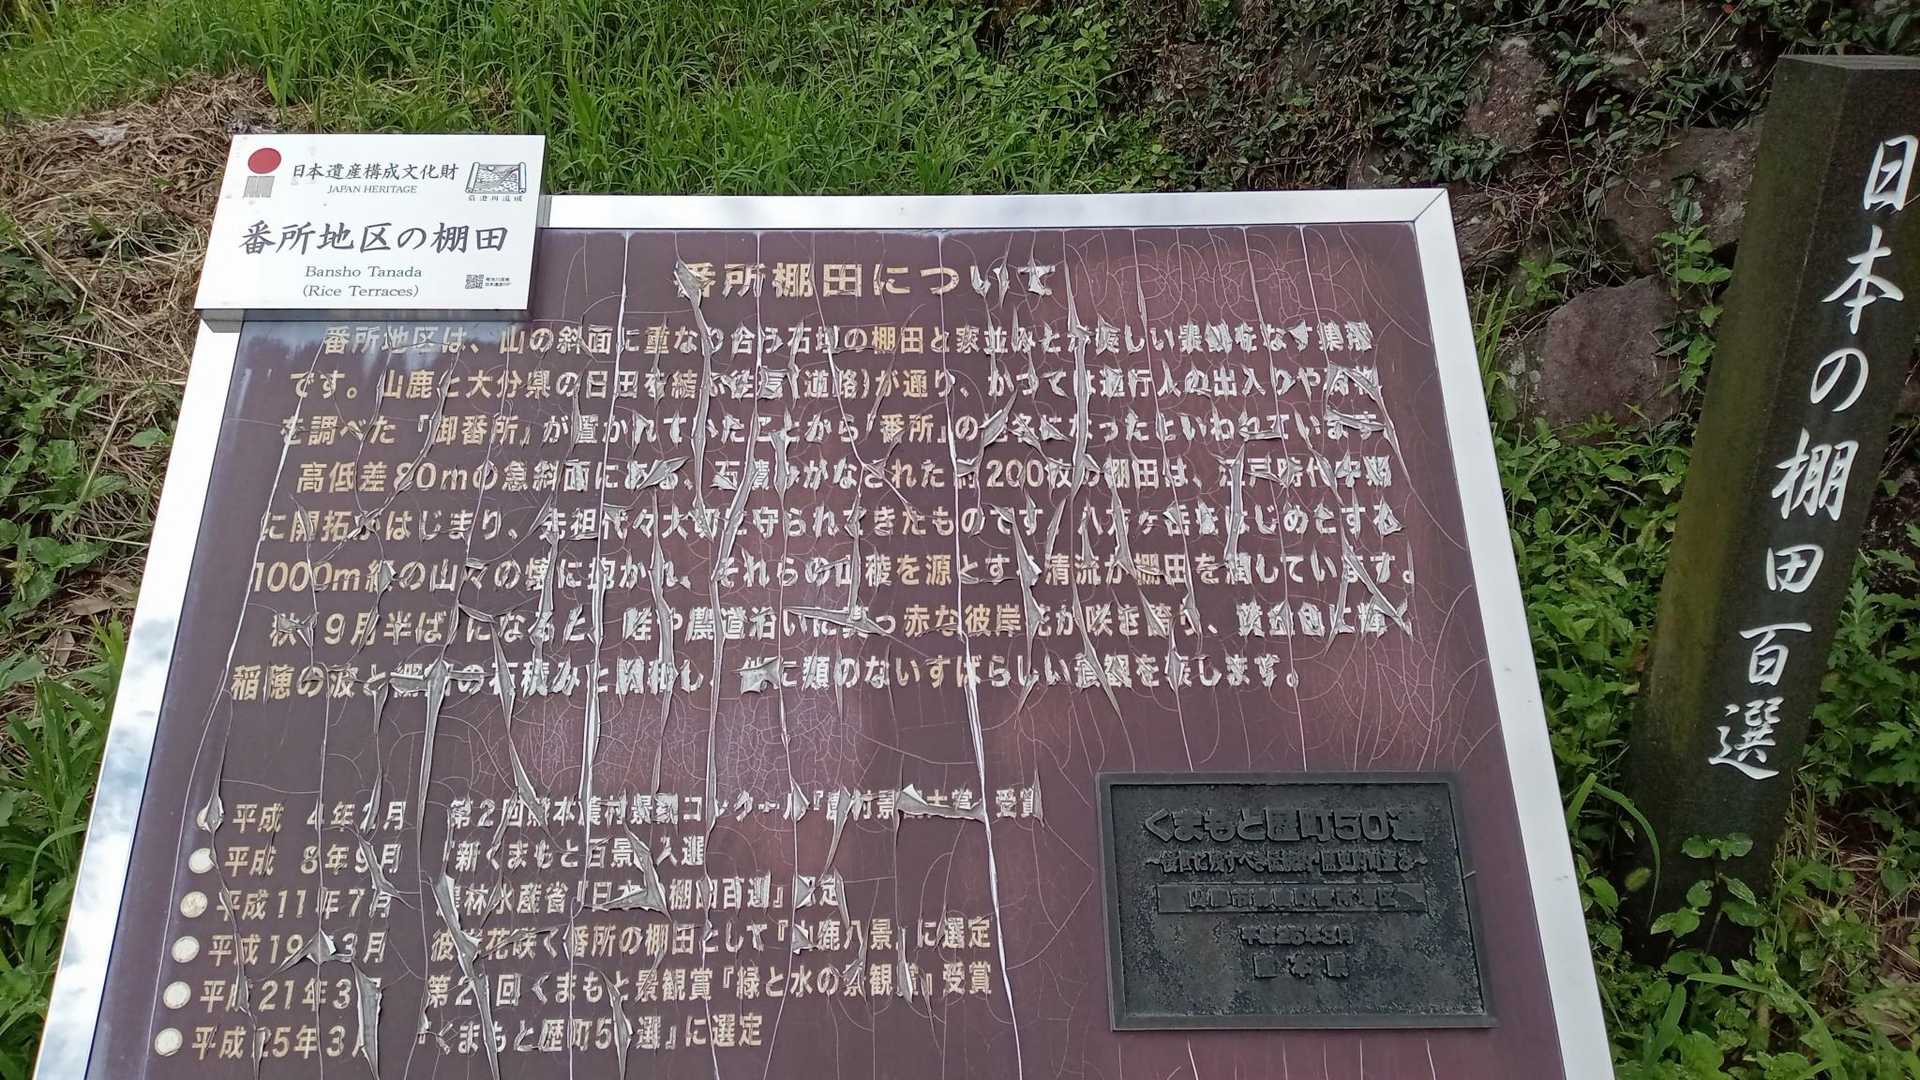 日本遺産構成文化財
JAPAN HERITAGE
番所地区の棚田
Bansho Tanada
(Rice Terraces)
番所棚田について
番所地区は、山の斜面に重なり合う石垣の棚田と家並みとが美しい景観をなす集落
です。山鹿と大分県の日田を結ぶ往還(道路)が通り、かつては通行人の出入りや荷物
を調べた『御番所』が置かれていたことから「番所」の地名になったといわれています。
高低差80mの急斜面にある、石積みがなされた約200枚の棚田は、江戸時代中期
に開拓がはじまり、先祖代々大切に守られてきたものです。八方ヶ岳をはじめとする
1000m級の山々の懐に抱かれ、それらの山稜を源とする清流が棚田を潤しています。
秋(9月半ば)になると、畦や農道沿いに真っ赤な彼岸花が咲き誇り、黄金色に輝く
稲穂の波と棚田の石積みと調和し、他に類のないすばらしい景観を表します。
平成 4年2月 第2回熊本農村景観コンクール『農村景観大賞』受賞
平成 8年9月 『新くまもと百景』入選
平成11年7月 農林水産省『日本の棚田百選』認定
平成19年3月 彼岸花咲く番所の棚田として『山鹿八景』に選定
平成21年3月 第21回くまもと景観賞『緑と水の景観賞』受賞
平成25年3月 『くまもと歴町50選』に選定
くまもと歴町50選
平成25年3月
熊本県
日本の棚田百選